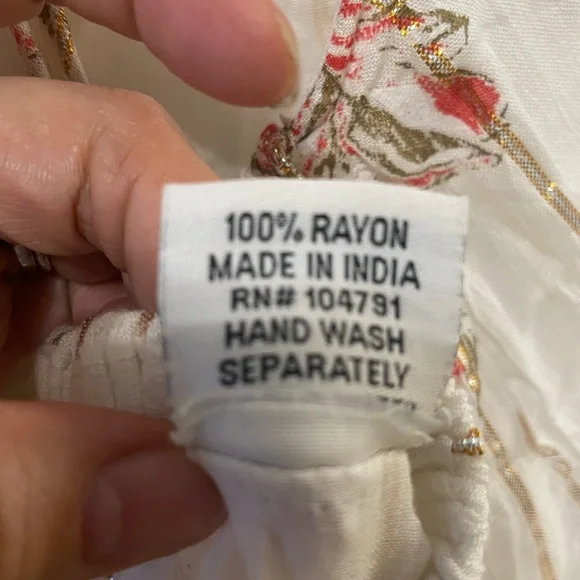 100% RAYON
MADE IN INDIA
RN# 104791
HAND WASH
SEPARATELY